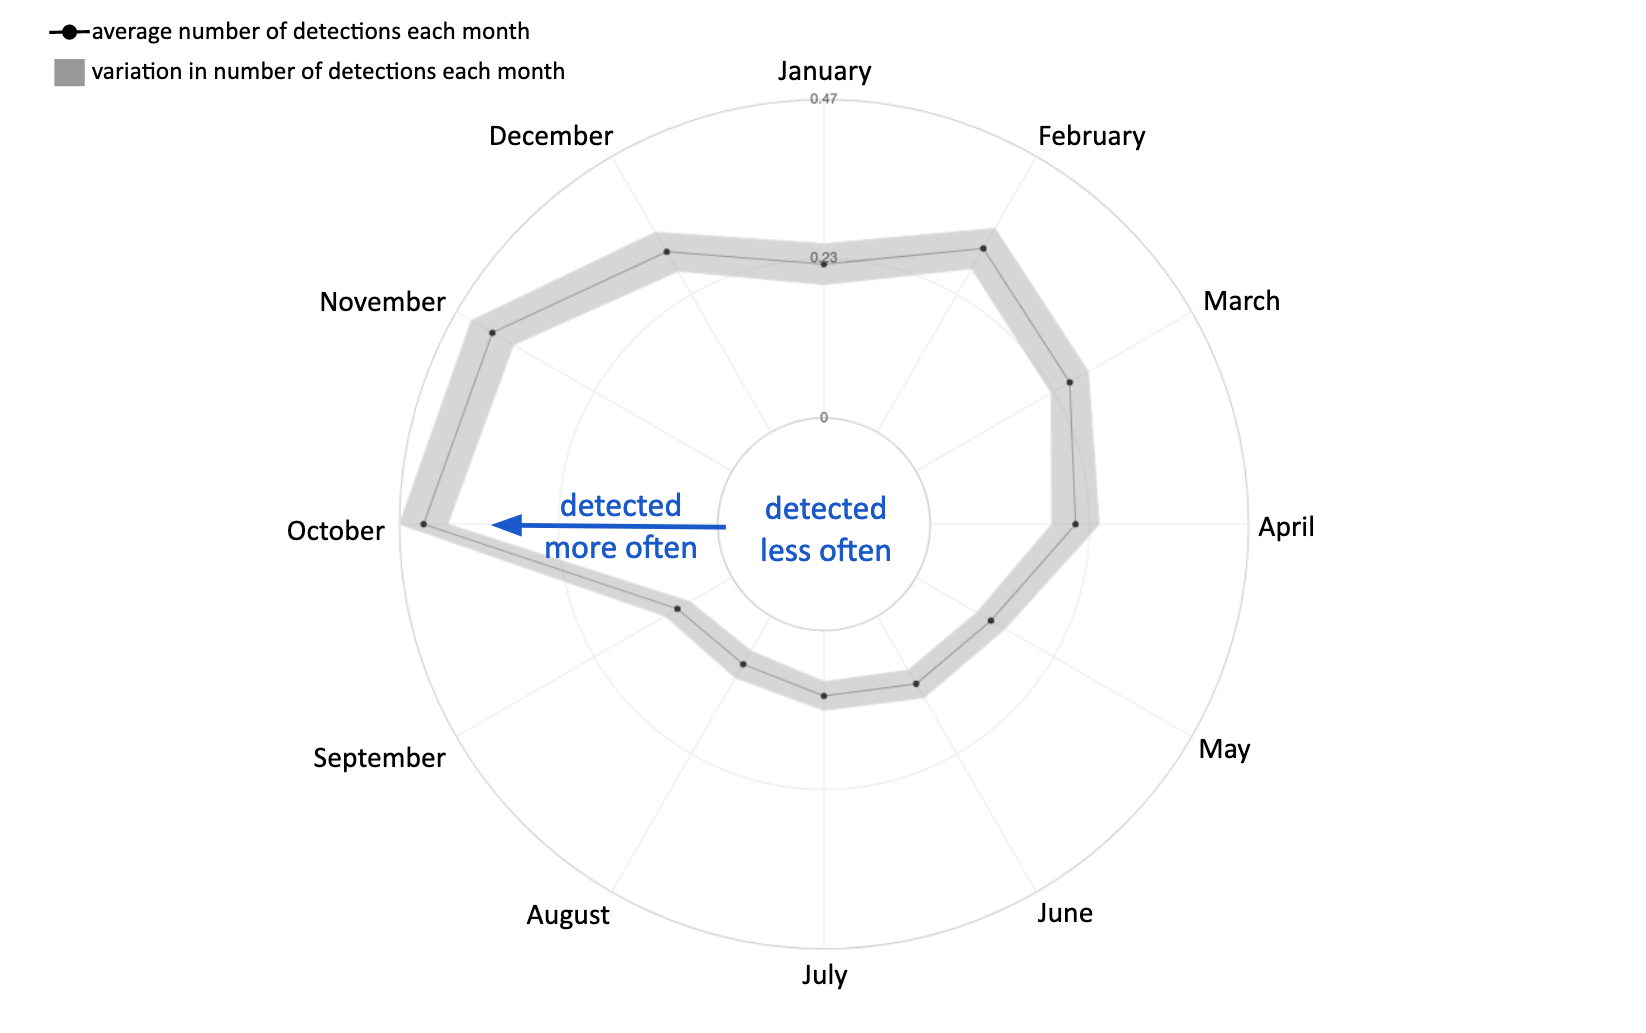 average number of detections each month
variation in number of detections each month
January
0.47
December
February
0.23
November
March
0
detected
more often
detected
less often
October
April
September
May
August
June
July